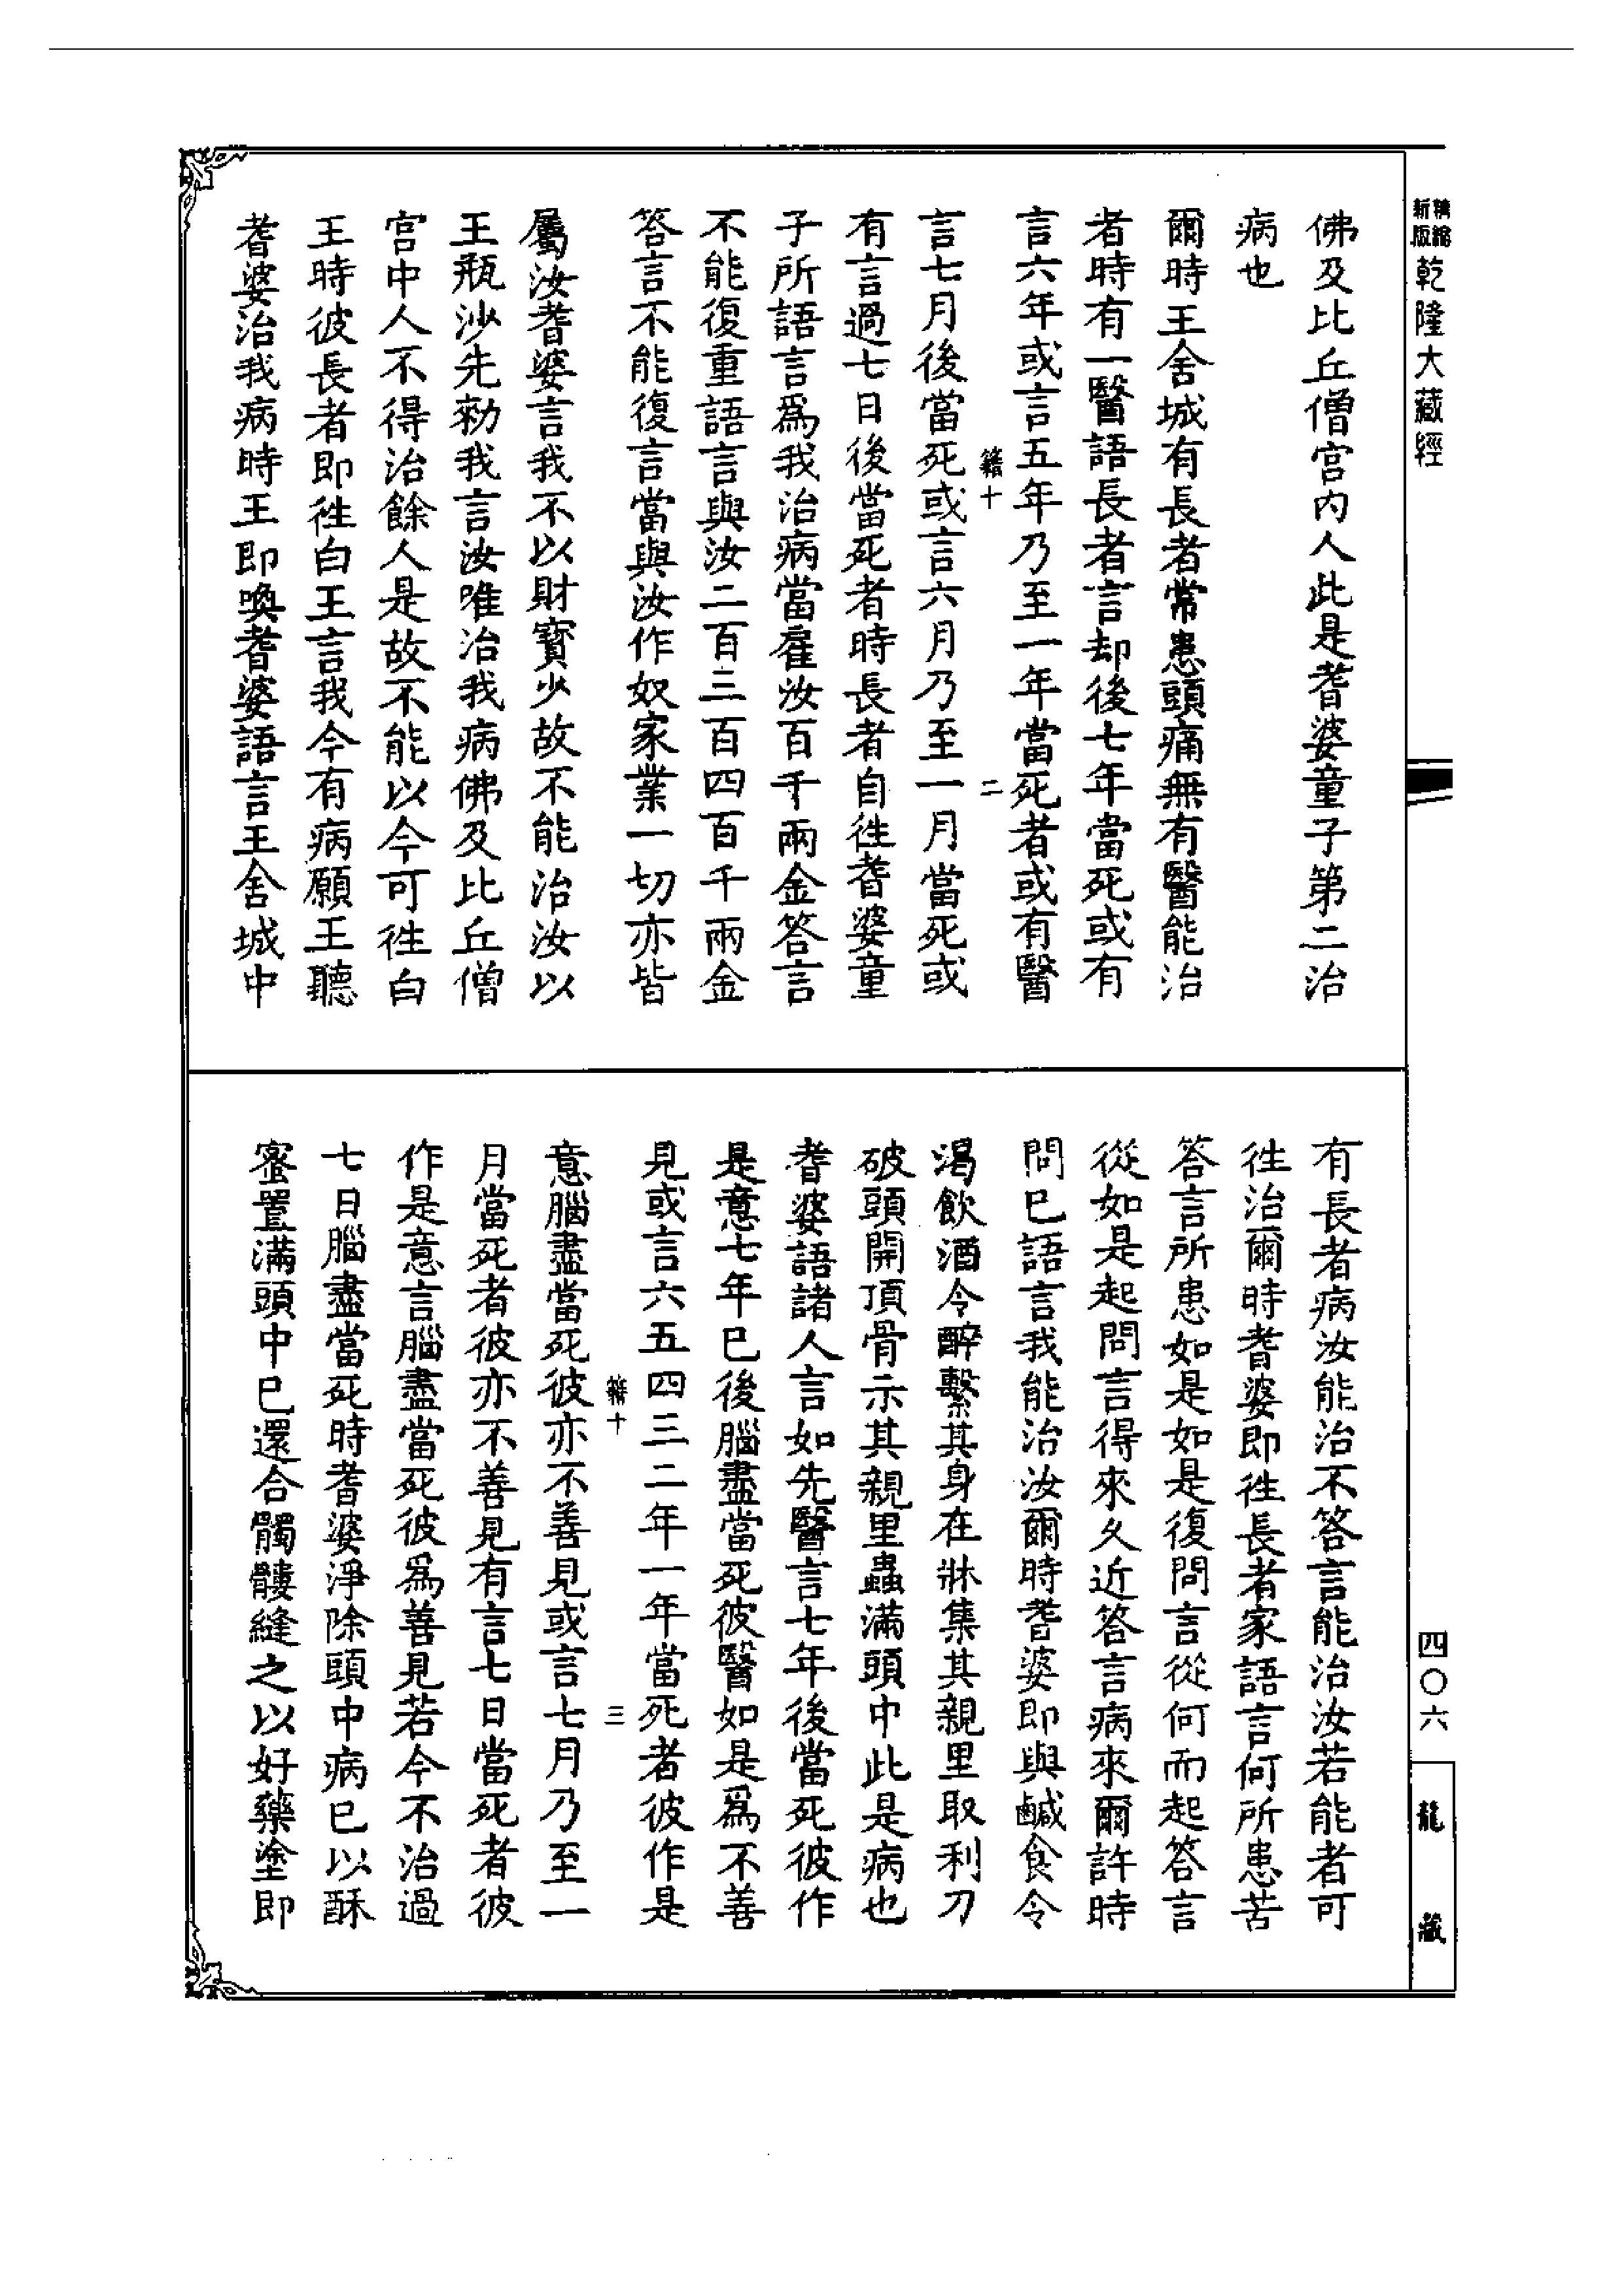 精縮新版乾隆大藏經
佛及比丘僧宮內人此是耆婆童子第二治
病也
爾時王舍城有長者常患頭痛無有醫能治
者時有一醫語長者言却後七年當死或有
言六年或言五年乃至一年當死者或有醫
籍十 二
言七月後當死或言六月乃至一月當死或
有言過七日後當死者時長者自徃耆婆童
子所語言爲我治病當雇汝百千兩金答言
不能復重語言與汝二百三百四百千兩金
答言不能復言當與汝作奴家業一切亦皆
屬汝耆婆言我不以財寶少故不能治汝以
王瓶沙先勑我言汝唯治我病佛及比丘僧
宮中人不得治餘人是故不能以今可徃白
王時彼長者即徃白王言我今有病願王聽
耆婆治我病時王即喚耆婆語言王舍城中
有長者病汝能治不答言能治汝若能者可
徃治爾時耆婆即徃長者家語言何所患苦
答言所患如是如是復問言從何而起答言
從如是起問言得來久近答言病來爾許時
問已語言我能治汝爾時耆婆即與鹹食令
渴飲酒令醉繫其身在牀集其親里取利刀
破頭開頂骨示其親里蟲滿頭中此是病也
耆婆語諸人言如先醫言七年後當死彼作
是意七年已後腦盡當死彼醫如是爲不善
見或言六五四三二年一年當死者彼作是
籍十 三
意腦盡當死彼亦不善見或言七月乃至一
月當死者彼亦不善見有言七日當死者彼
作是意言腦盡當死彼爲善見若今不治過
七日腦盡當死時耆婆淨除頭中病已以酥
蜜置滿頭中已還合髑髏縫之以好藥塗即
四〇六
龍藏